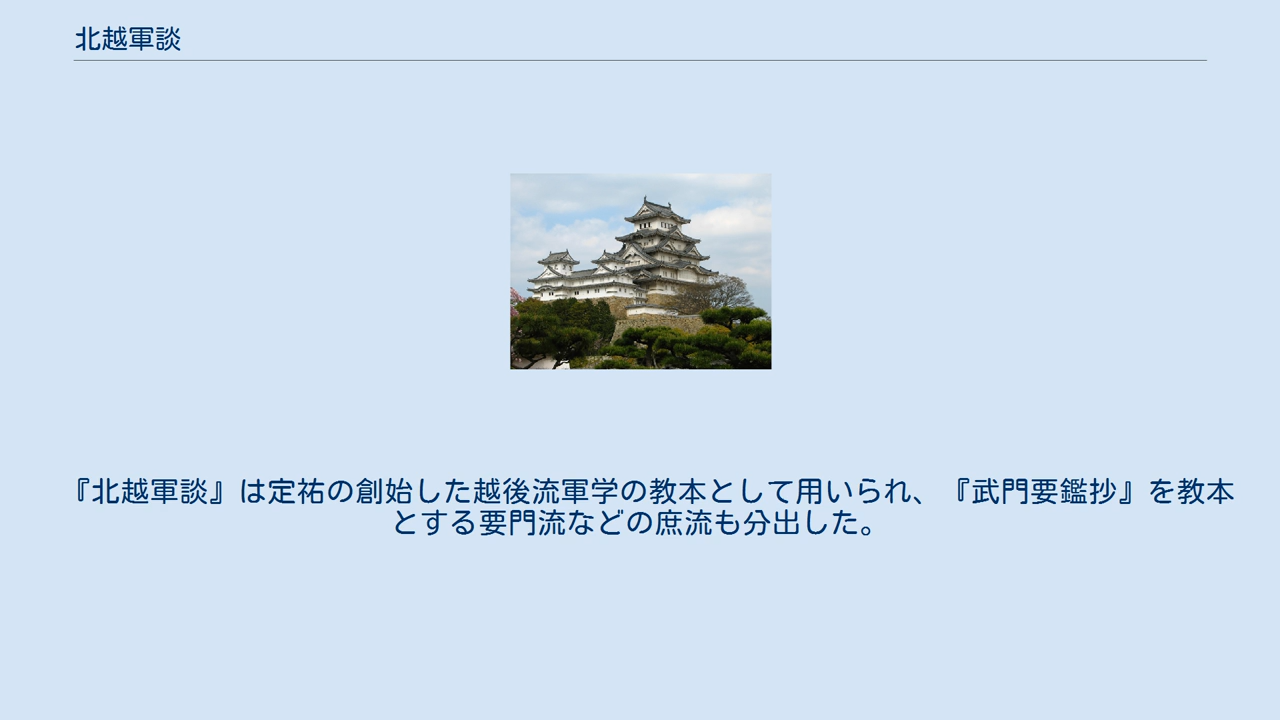 北越軍談
『北越軍談』は定祐の創始した越後流軍学の教本として用いられ、『武門要鑑抄』を教本
とする要門流などの庶流も分出した。